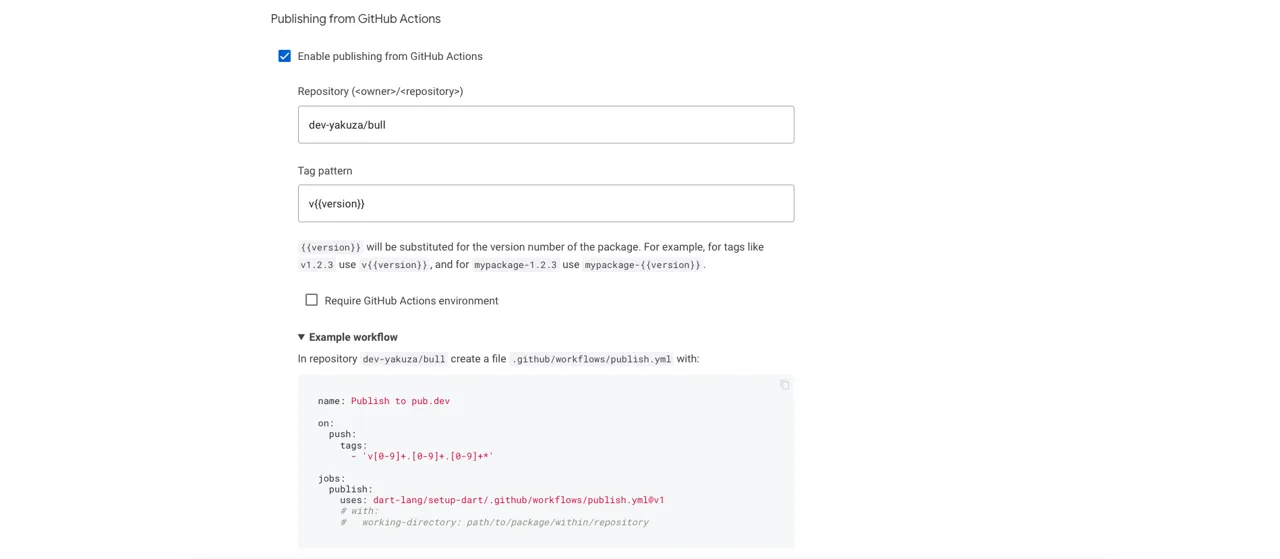 Publishing from GitHub Actions
Enable publishing from GitHub Actions
Repository (<owner>/<repository>)
dev-yakuza/bull
Tag pattern
v{{version}}
{{version}} will be substituted for the version number of the package. For example, for tags like
v1.2.3 use v{{version}}, and for mypackage-1.2.3 use mypackage-{{version}}.
Require GitHub Actions environment
▼ Example workflow
In repository dev-yakuza/bull create a file .github/workflows/publish.yml with:
name: Publish to pub.dev
on:
  push:
    tags:
      - 'v[0-9]+.[0-9]+.[0-9]+*'
jobs:
  publish:
    uses: dart-lang/setup-dart/.github/workflows/publish.yml@v1
    # with:
    #   working-directory: path/to/package/within/repository